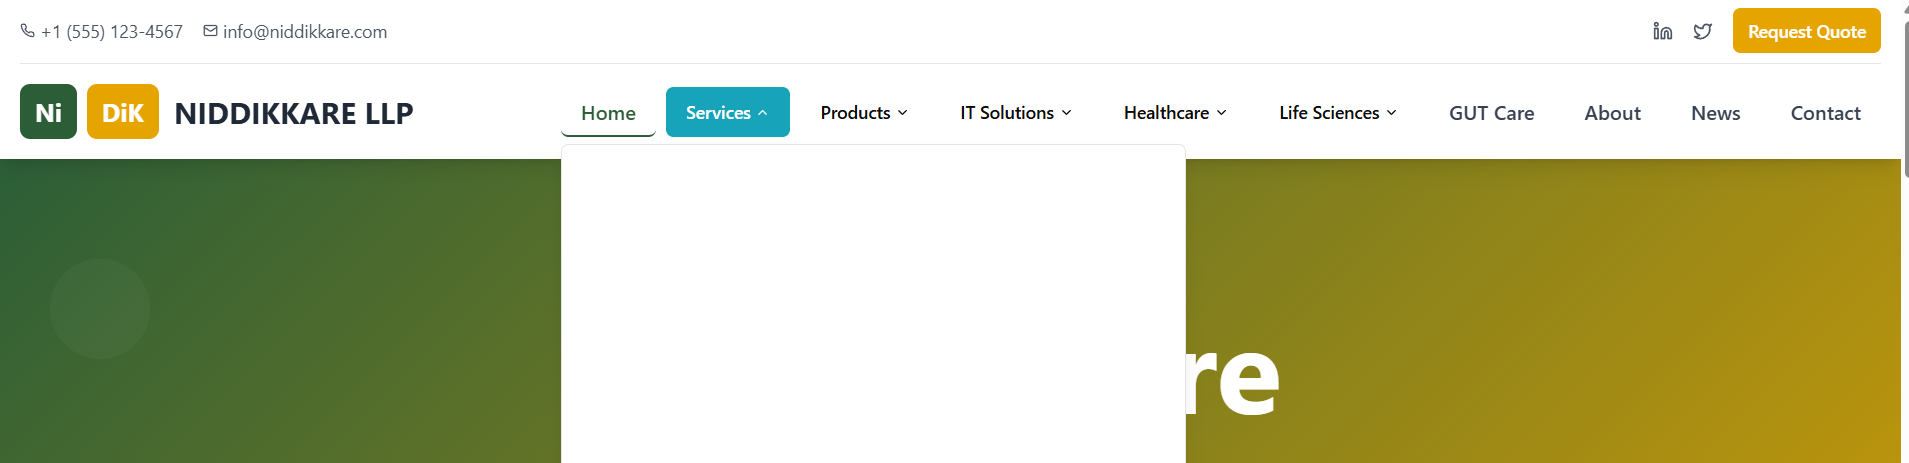 +1 (555) 123-4567 info@niddikkare.com Request Quote
Ni DiK NIDDIKKARE LLP Home Services Products IT Solutions Healthcare Life Sciences GUT Care About News Contact
re